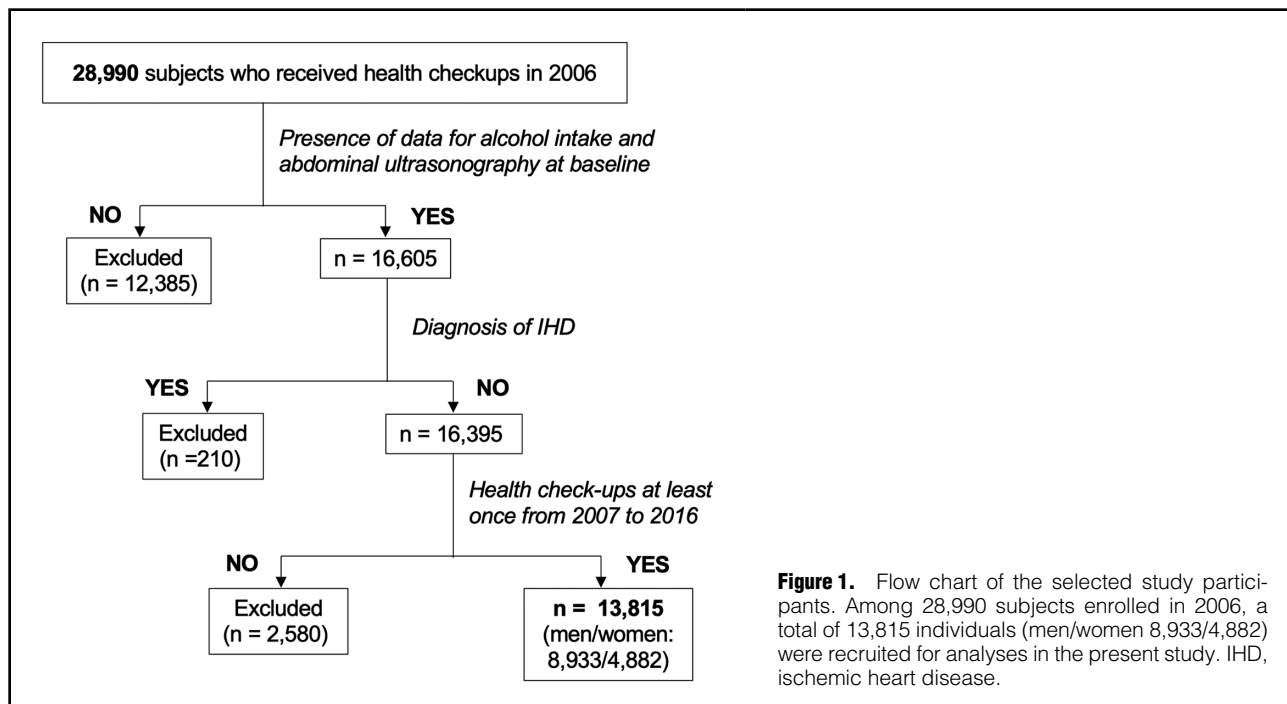 28,990 subjects who received health checkups in 2006
Presence of data for alcohol intake and
abdominal ultrasonography at baseline
NO
YES
Excluded
(n = 12,385)
n = 16,605
Diagnosis of IHD
YES
NO
Excluded
(n =210)
n = 16,395
Health check-ups at least
once from 2007 to 2016
NO
YES
Excluded
(n = 2,580)
n = 13,815
(men/women:
8,933/4,882)
Figure 1. Flow chart of the selected study partici-
pants. Among 28,990 subjects enrolled in 2006, a
total of 13,815 individuals (men/women 8,933/4,882)
were recruited for analyses in the present study. IHD,
ischemic heart disease.